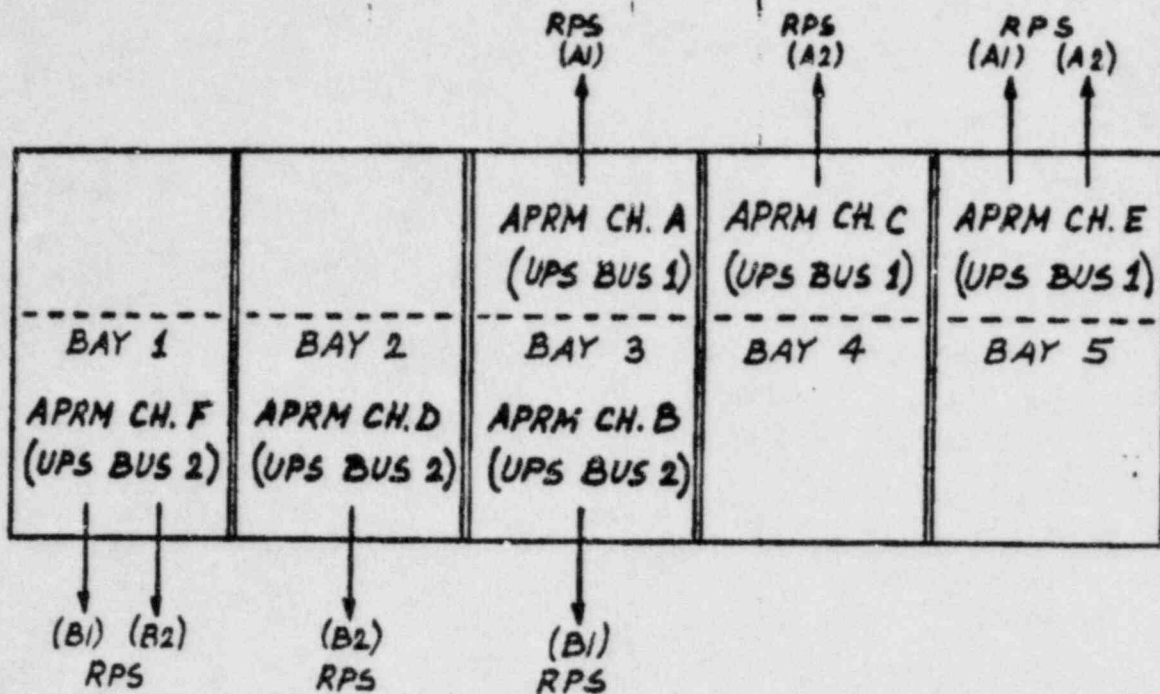 RPS
(A1)
RPS
(A2)
RPS
(A1) (A2)
APRM CH. A
(UPS BUS 1)
APRM CH. C
(UPS BUS 1)
APRM CH. E
(UPS BUS 1)
BAY 1
BAY 2
BAY 3
BAY 4
BAY 5
APRM CH. F
(UPS BUS 2)
APRM CH. D
(UPS BUS 2)
APRM CH. B
(UPS BUS 2)
(B1) (B2)
RPS
(B2)
RPS
(B1)
RPS